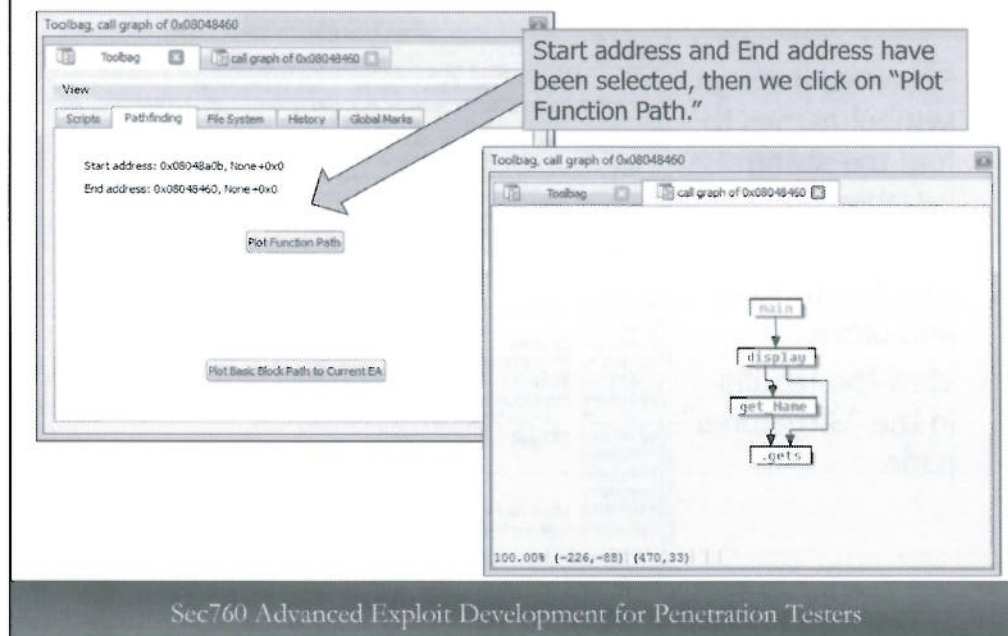 Toolbag, call graph of 0x08048460
Toolbag
call graph of 0x08048460
View
Scripts
Pathfinding
File System
History
Global Marks
Start address: 0x08048a0b, None+0x0
End address: 0x08048460, None+0x0
Plot Function Path
Plot Basic Block Path to Current EA
Start address and End address have
been selected, then we click on “Plot
Function Path.”
Toolbag, call graph of 0x08048460
Toolbag
call graph of 0x08048460
main
display
get_Name
.gets
100.00% (-226,-88) (470,33)
Sec760 Advanced Exploit Development for Penetration Testers